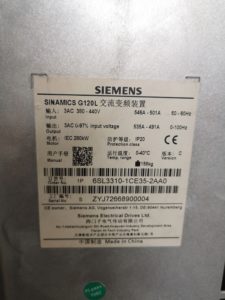 SIEMENS
SINAMICS G120L 交流变频装置
输入: 3AC 380 - 440V 548A - 501A 50 - 60Hz
Input
输出: 3AC 0-97% input voltage 535A - 491A 0-100Hz
Output
电机: IEC 280kW 防护等级: IP20
Motor Protection class
用户手册 运行温度: 0-40℃ 版本: C
Manual Temp. range Version
1P 6SL3310-1CE35-2AA0
S ZYJ72668900004
Siemens Electrical Drives Ltd.
西门子电气传动有限公司
中国制造 Made in China